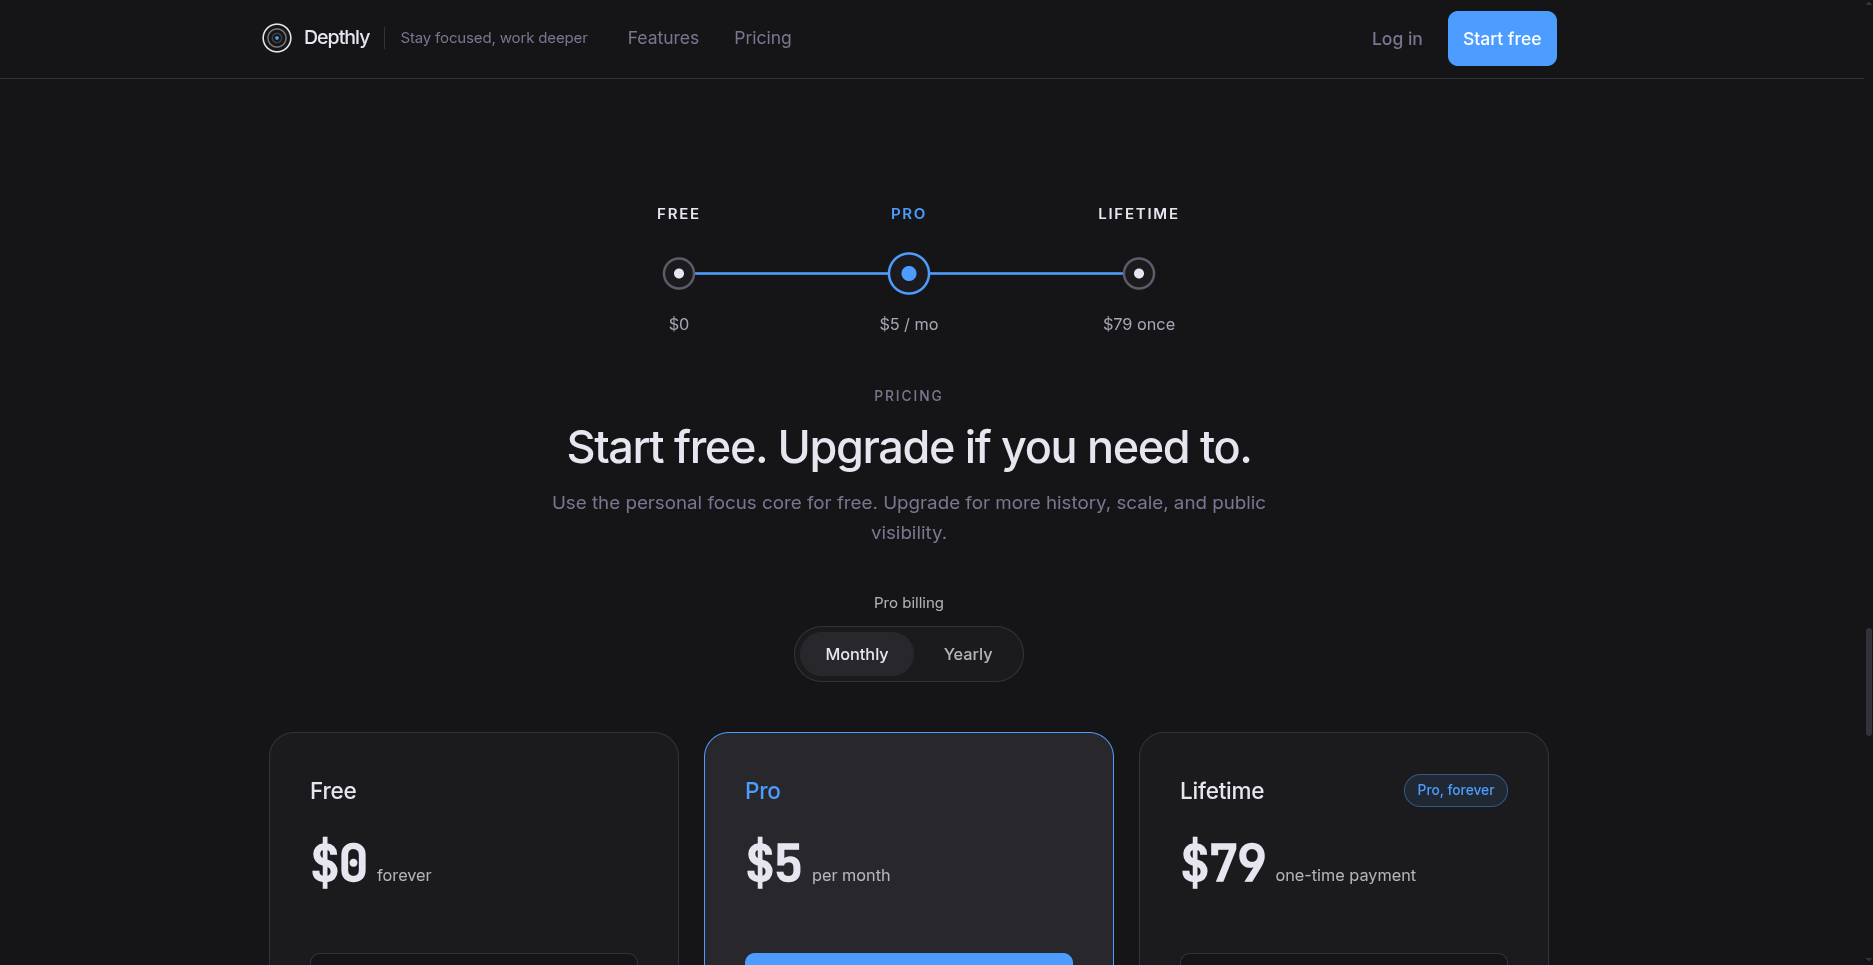 Depthly
Stay focused, work deeper
Features
Pricing
Log in
Start free
FREE
PRO
LIFETIME
$0
$5 / mo
$79 once
PRICING
Start free. Upgrade if you need to.
Use the personal focus core for free. Upgrade for more history, scale, and public
visibility.
Pro billing
Monthly
Yearly
Free
$0 forever
Pro
$5 per month
Lifetime
Pro, forever
$79 one-time payment